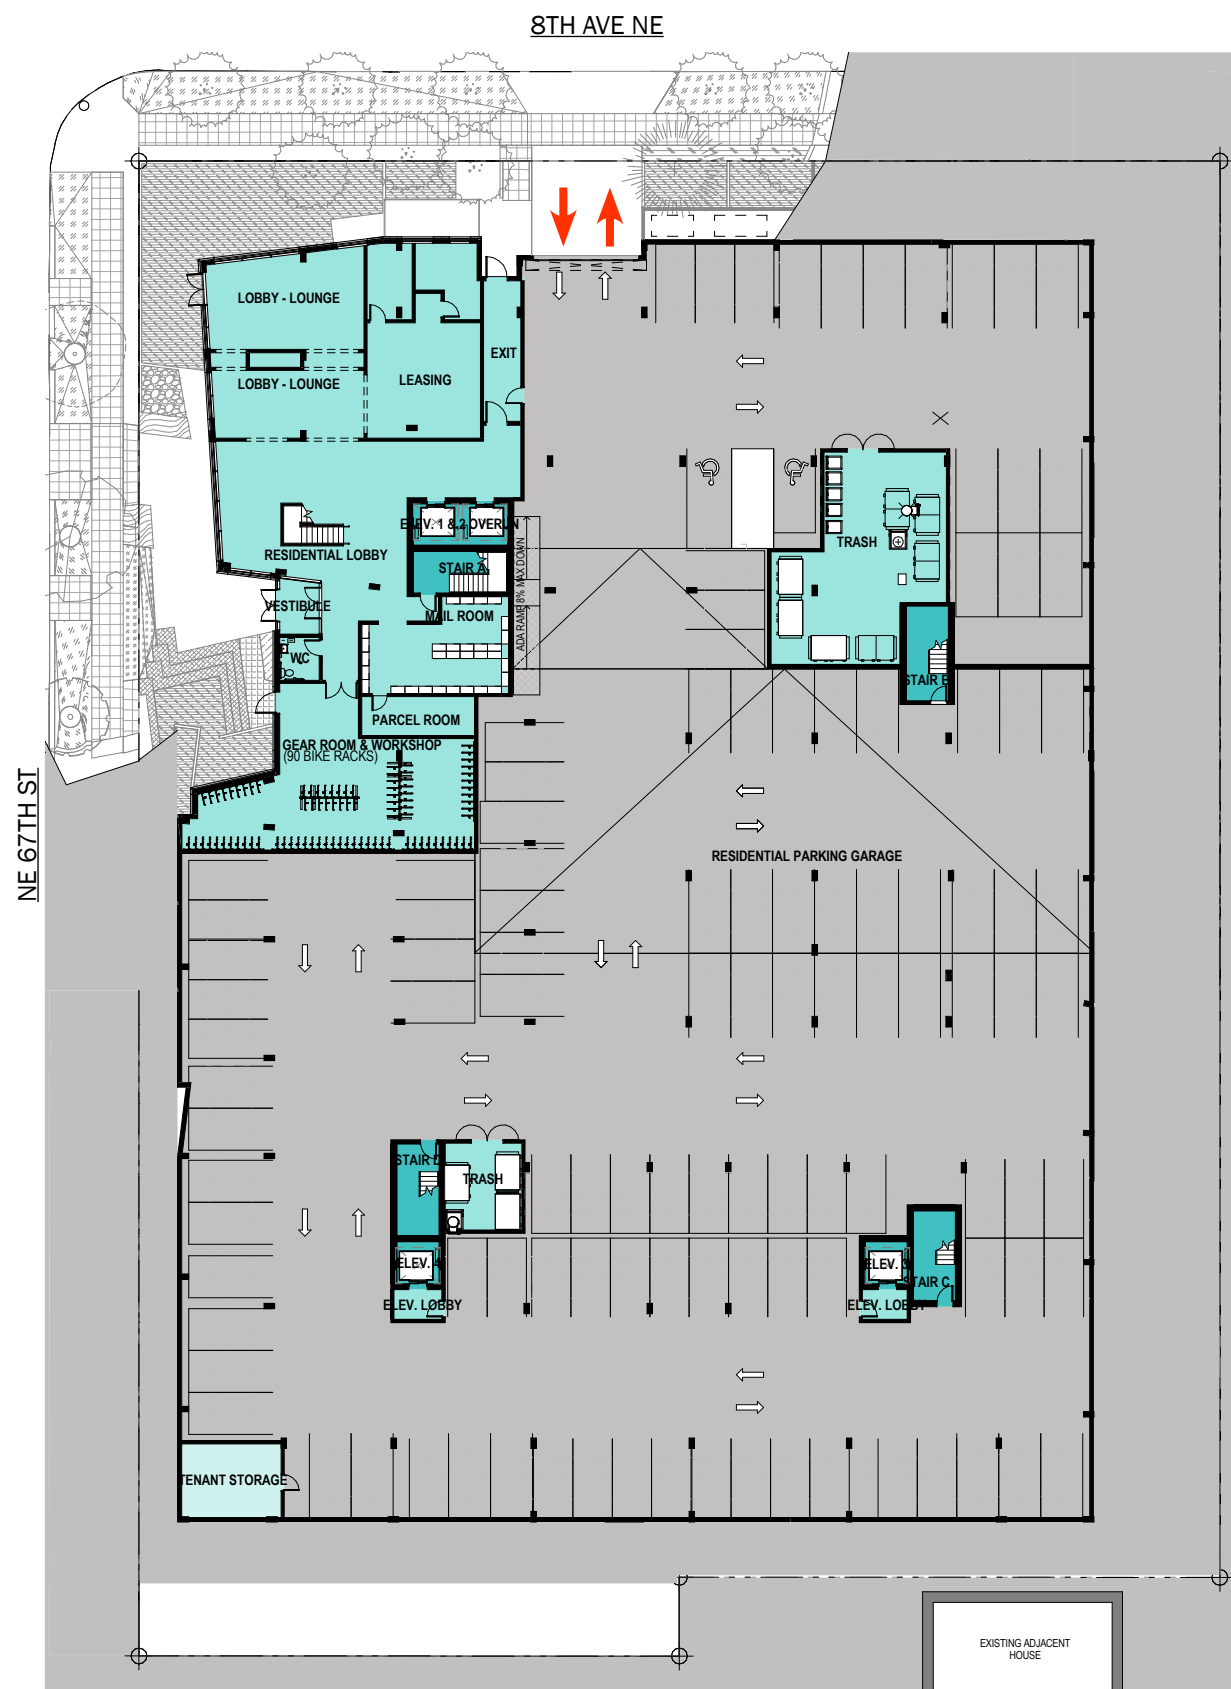 8TH AVE NE
LOBBY - LOUNGE
EXIT
LEASING
LOBBY - LOUNGE
ELEV. 1 & 2 OVERUN
TRASH
RESIDENTIAL LOBBY
STAIR A
ADA RAMP 8% MAX DOWN
VESTIBULE
MAIL ROOM
WC
STAIR B
PARCEL ROOM
GEAR ROOM & WORKSHOP
(90 BIKE RACKS)
NE 67TH ST
RESIDENTIAL PARKING GARAGE
STAIR D
TRASH
ELEV. 4
ELEV. 3
STAIR C
ELEV. LOBBY
ELEV. LOBBY
TENANT STORAGE
EXISTING ADJACENT
HOUSE